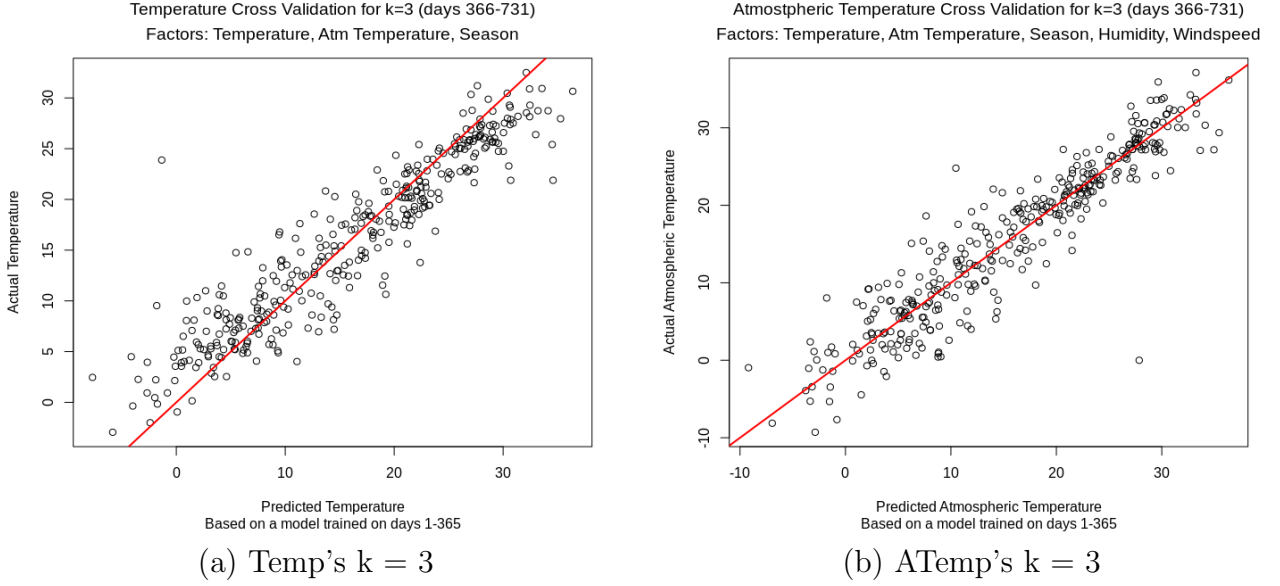 Temperature Cross Validation for k=3 (days 366-731)
Factors: Temperature, Atm Temperature, Season
Actual Temperature
30
25
20
15
10
5
0
0 10 20 30
Predicted Temperature
Based on a model trained on days 1-365
(a) Temp's k = 3
Atmostpheric Temperature Cross Validation for k=3 (days 366-731)
Factors: Temperature, Atm Temperature, Season, Humidity, Windspeed
Actual Atmospheric Temperature
30
20
10
0
-10
-10 0 10 20 30
Predicted Atmospheric Temperature
Based on a model trained on days 1-365
(b) ATemp's k = 3